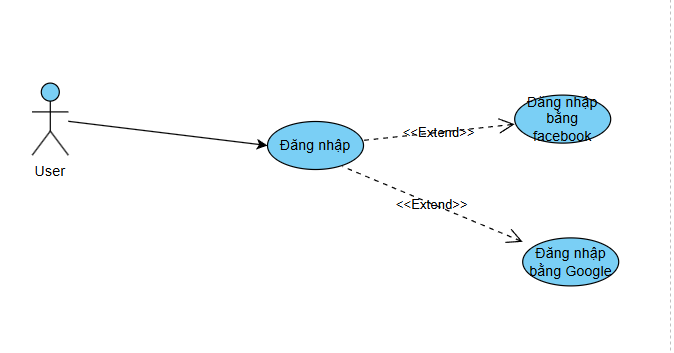 Đăng nhập
bằng
facebook
<<Extend>>
Đăng nhập
User
<<Extend>>
Đăng nhập
bằng Google